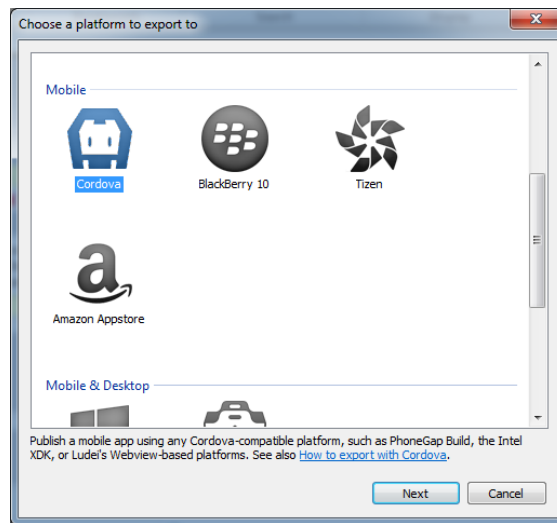 Choose a platform to export to
Mobile
Cordova
BlackBerry 10
Tizen
Amazon Appstore
Mobile & Desktop
Publish a mobile app using any Cordova-compatible platform, such as PhoneGap Build, the Intel
XDK, or Ludei's Webview-based platforms. See also How to export with Cordova.
Next
Cancel